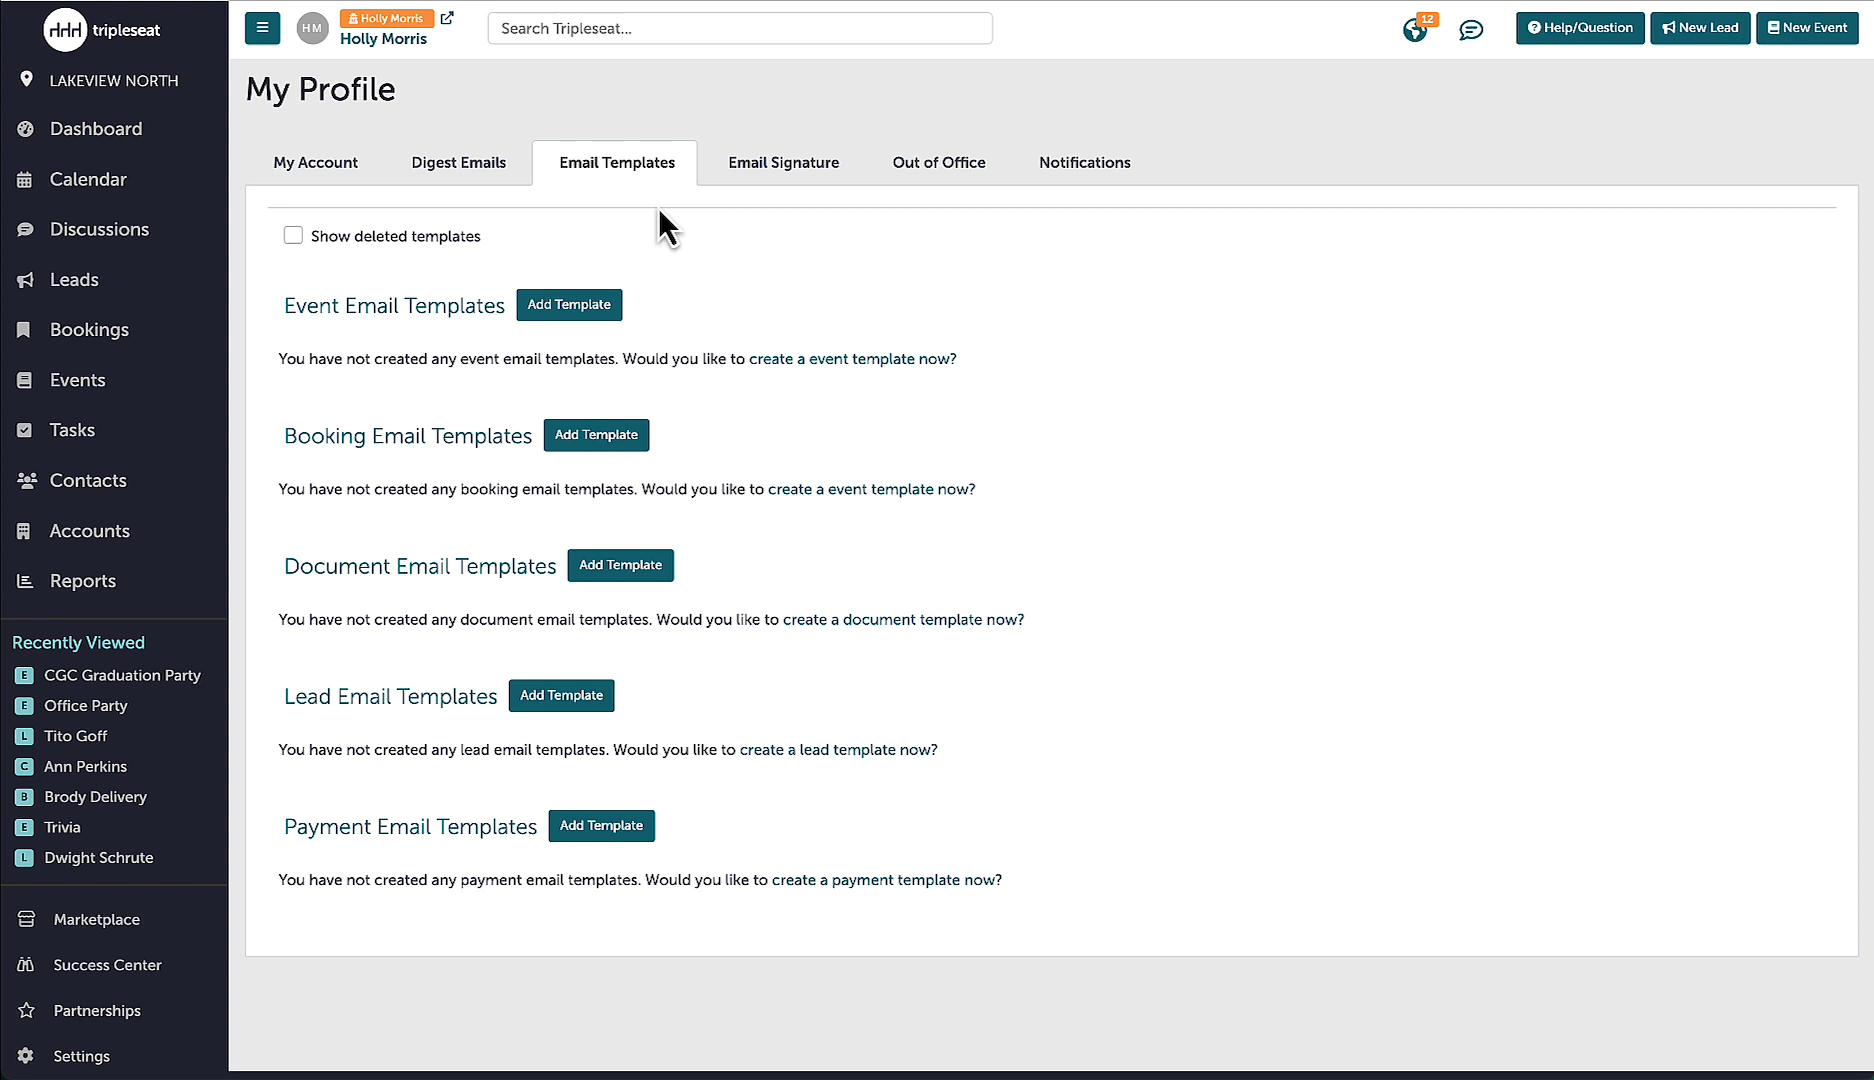 tripleseat
LAKEVIEW NORTH
Dashboard
Calendar
Discussions
Leads
Bookings
Events
Tasks
Contacts
Accounts
Reports
Recently Viewed
E CGC Graduation Party
E Office Party
L Tito Goff
C Ann Perkins
B Brody Delivery
E Trivia
L Dwight Schrute
Marketplace
Success Center
Partnerships
Settings
HM
Holly Morris
Holly Morris
Search Tripleseat...
12
Help/Question
New Lead
New Event
My Profile
My Account
Digest Emails
Email Templates
Email Signature
Out of Office
Notifications
Show deleted templates
Event Email Templates Add Template
You have not created any event email templates. Would you like to create a event template now?
Booking Email Templates Add Template
You have not created any booking email templates. Would you like to create a event template now?
Document Email Templates Add Template
You have not created any document email templates. Would you like to create a document template now?
Lead Email Templates Add Template
You have not created any lead email templates. Would you like to create a lead template now?
Payment Email Templates Add Template
You have not created any payment email templates. Would you like to create a payment template now?